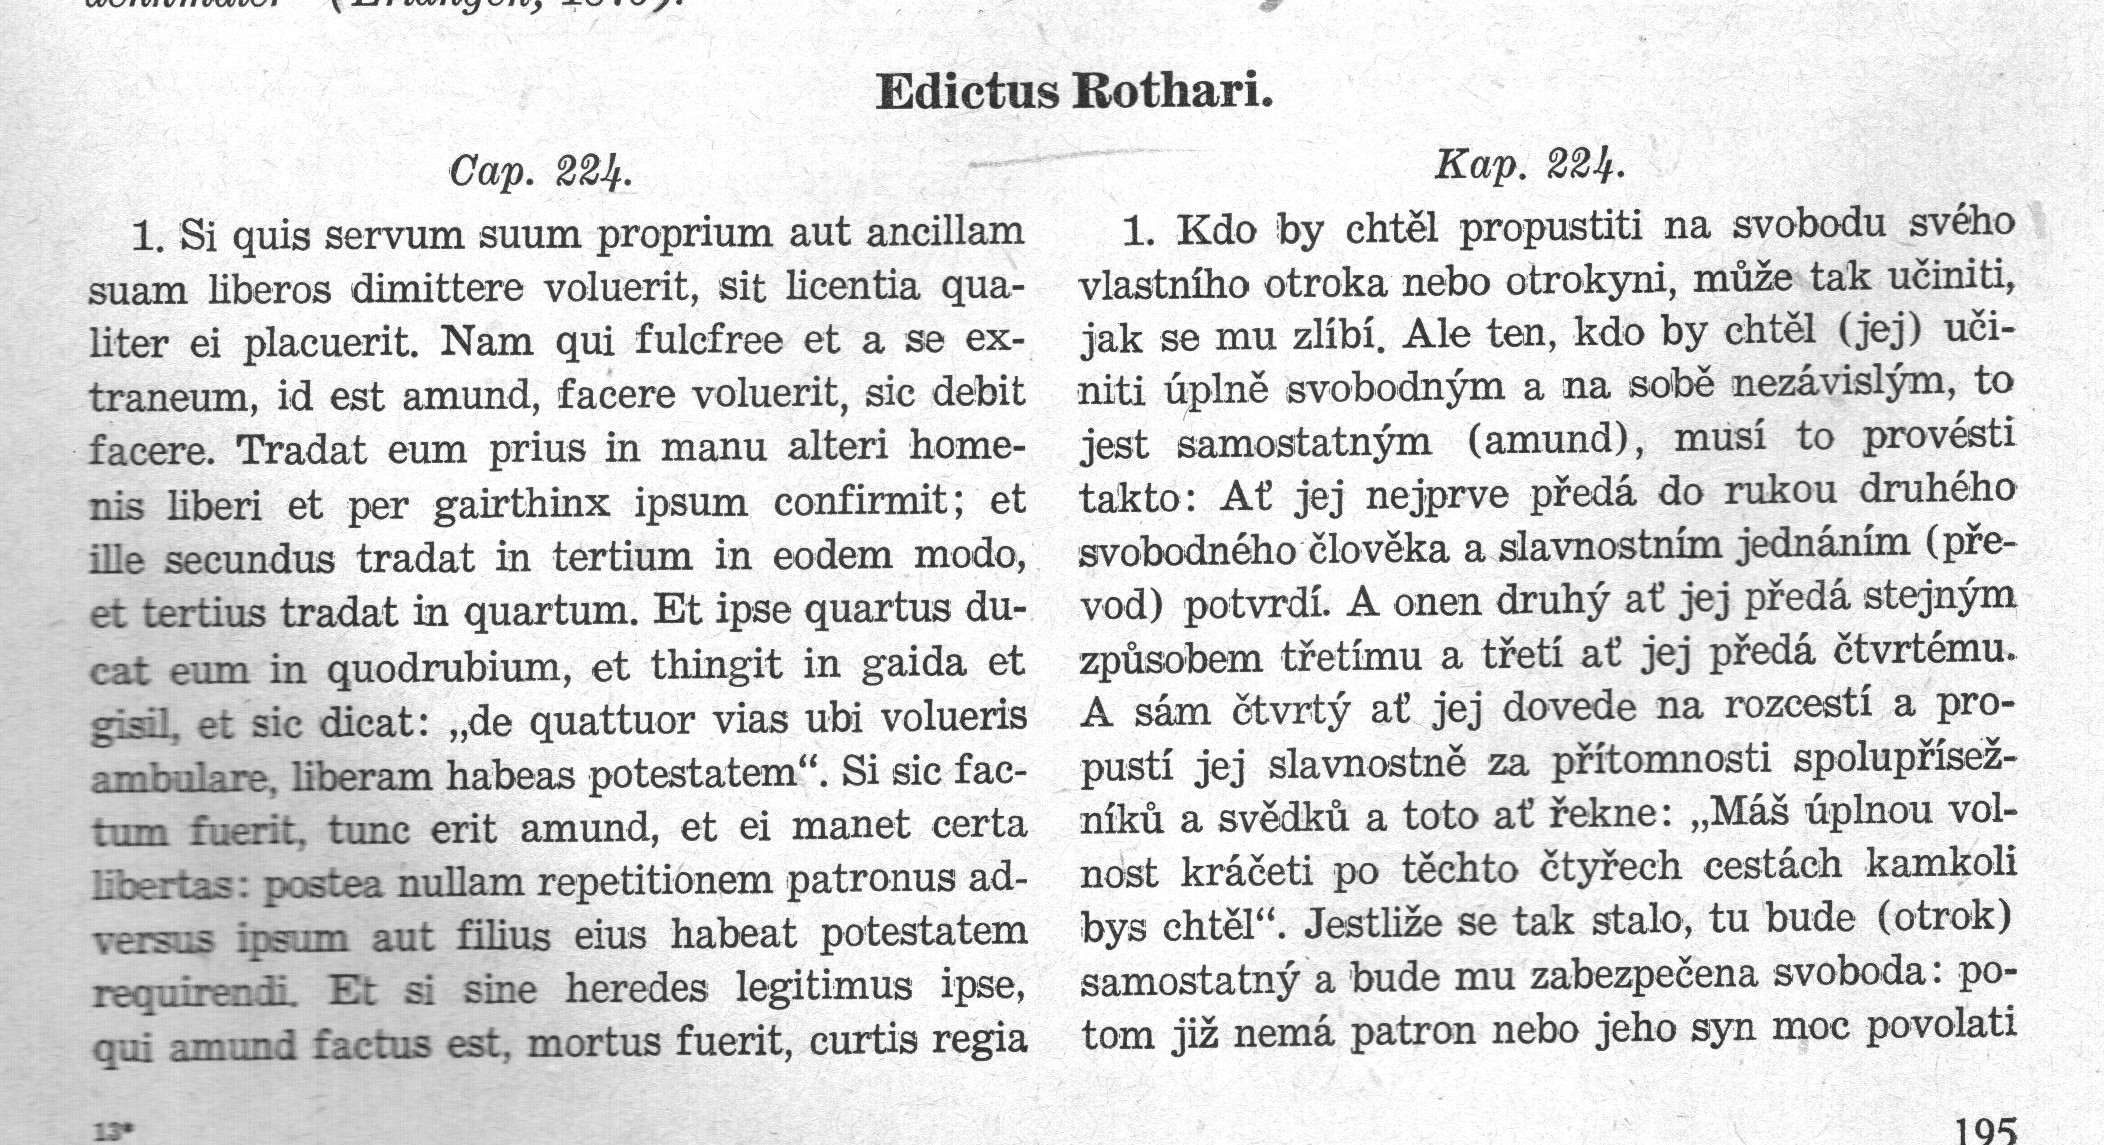 Edictus Rothari.
Cap. 224.
1. Si quis servum suum proprium aut ancillam
suam liberos dimittere voluerit, sit licentia qua-
liter ei placuerit. Nam qui fulcfree et a se ex-
traneum, id est amund, facere voluerit, sic debit
facere. Tradat eum prius in manu alteri home-
nis liberi et per gairthinx ipsum confirmit; et
ille secundus tradat in tertium in eodem modo,
et tertius tradat in quartum. Et ipse quartus du-
cat eum in quodrubium, et thingit in gaida et
gisil, et sic dicat: „de quattuor vias ubi volueris
ambulare, liberam habeas potestatem“. Si sic fac-
tum fuerit, tunc erit amund, et ei manet certa
libertas: postea nullam repetitionem patronus ad-
versus ipsum aut filius eius habeat potestatem
requirendi. Et si sine heredes legitimus ipse,
qui amund factus est, mortus fuerit, curtis regia
13*
Kap. 224.
1. Kdo by chtěl propustiti na svobodu svého
vlastního otroka nebo otrokyni, může tak učiniti,
jak se mu zlíbí. Ale ten, kdo by chtěl (jej) uči-
niti úplně svobodným a na sobě nezávislým, to
jest samostatným (amund), musí to provésti
takto: Ať jej nejprve předá do rukou druhého
svobodného člověka a slavnostním jednáním (pře-
vod) potvrdí. A onen druhý ať jej předá stejným
způsobem třetímu a třetí ať jej předá čtvrtému.
A sám čtvrtý ať jej dovede na rozcestí a pro-
pustí jej slavnostně za přítomnosti spolupřísež-
níků a svědků a toto ať řekne: „Máš úplnou vol-
nost kráčeti po těchto čtyřech cestách kamkoli
bys chtěl“. Jestliže se tak stalo, tu bude (otrok)
samostatný a bude mu zabezpečena svoboda: po-
tom již nemá patron nebo jeho syn moc povolati
195